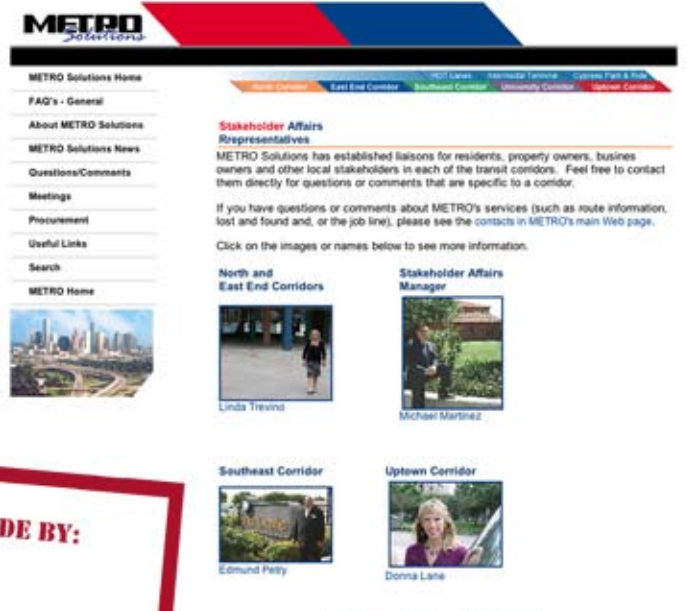 METRO
Solutions
HOT Lanes Intermodal Terminal Cypress Park & Ride
North Corridor East End Corridor Southeast Corridor University Corridor Uptown Corridor
METRO Solutions Home
FAQ's - General
About METRO Solutions
METRO Solutions News
Questions/Comments
Meetings
Procurement
Useful Links
Search
METRO Home
Stakeholder Affairs
Rrepresentatives
METRO Solutions has established liaisons for residents, property owners, busines
owners and other local stakeholders in each of the transit corridors. Feel free to contact
them directly for questions or comments that are specific to a corridor.
If you have questions or comments about METRO's services (such as route information,
lost and found and, or the job line), please see the contacts in METRO's main Web page.
Click on the images or names below to see more information.
North and
East End Corridors
Linda Trevino
Stakeholder Affairs
Manager
Michael Martinez
Southeast Corridor
Edmund Petry
Uptown Corridor
Donna Lane
DE BY: